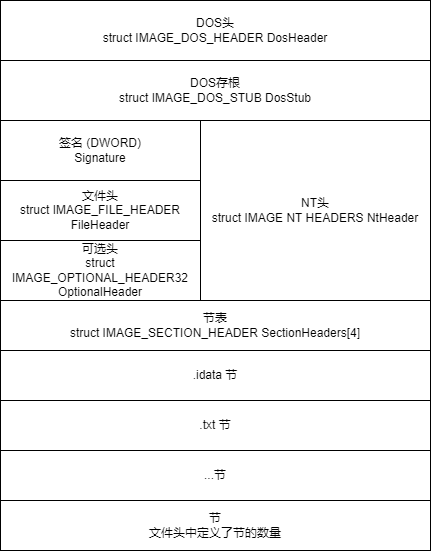 DOS头
struct IMAGE_DOS_HEADER DosHeader
DOS存根
struct IMAGE_DOS_STUB DosStub
签名 (DWORD)
Signature
文件头
struct IMAGE_FILE_HEADER
FileHeader
可选头
struct
IMAGE_OPTIONAL_HEADER32
OptionalHeader
NT头
struct IMAGE NT HEADERS NtHeader
节表
struct IMAGE_SECTION_HEADER SectionHeaders[4]
.idata 节
.txt 节
...节
节
文件头中定义了节的数量